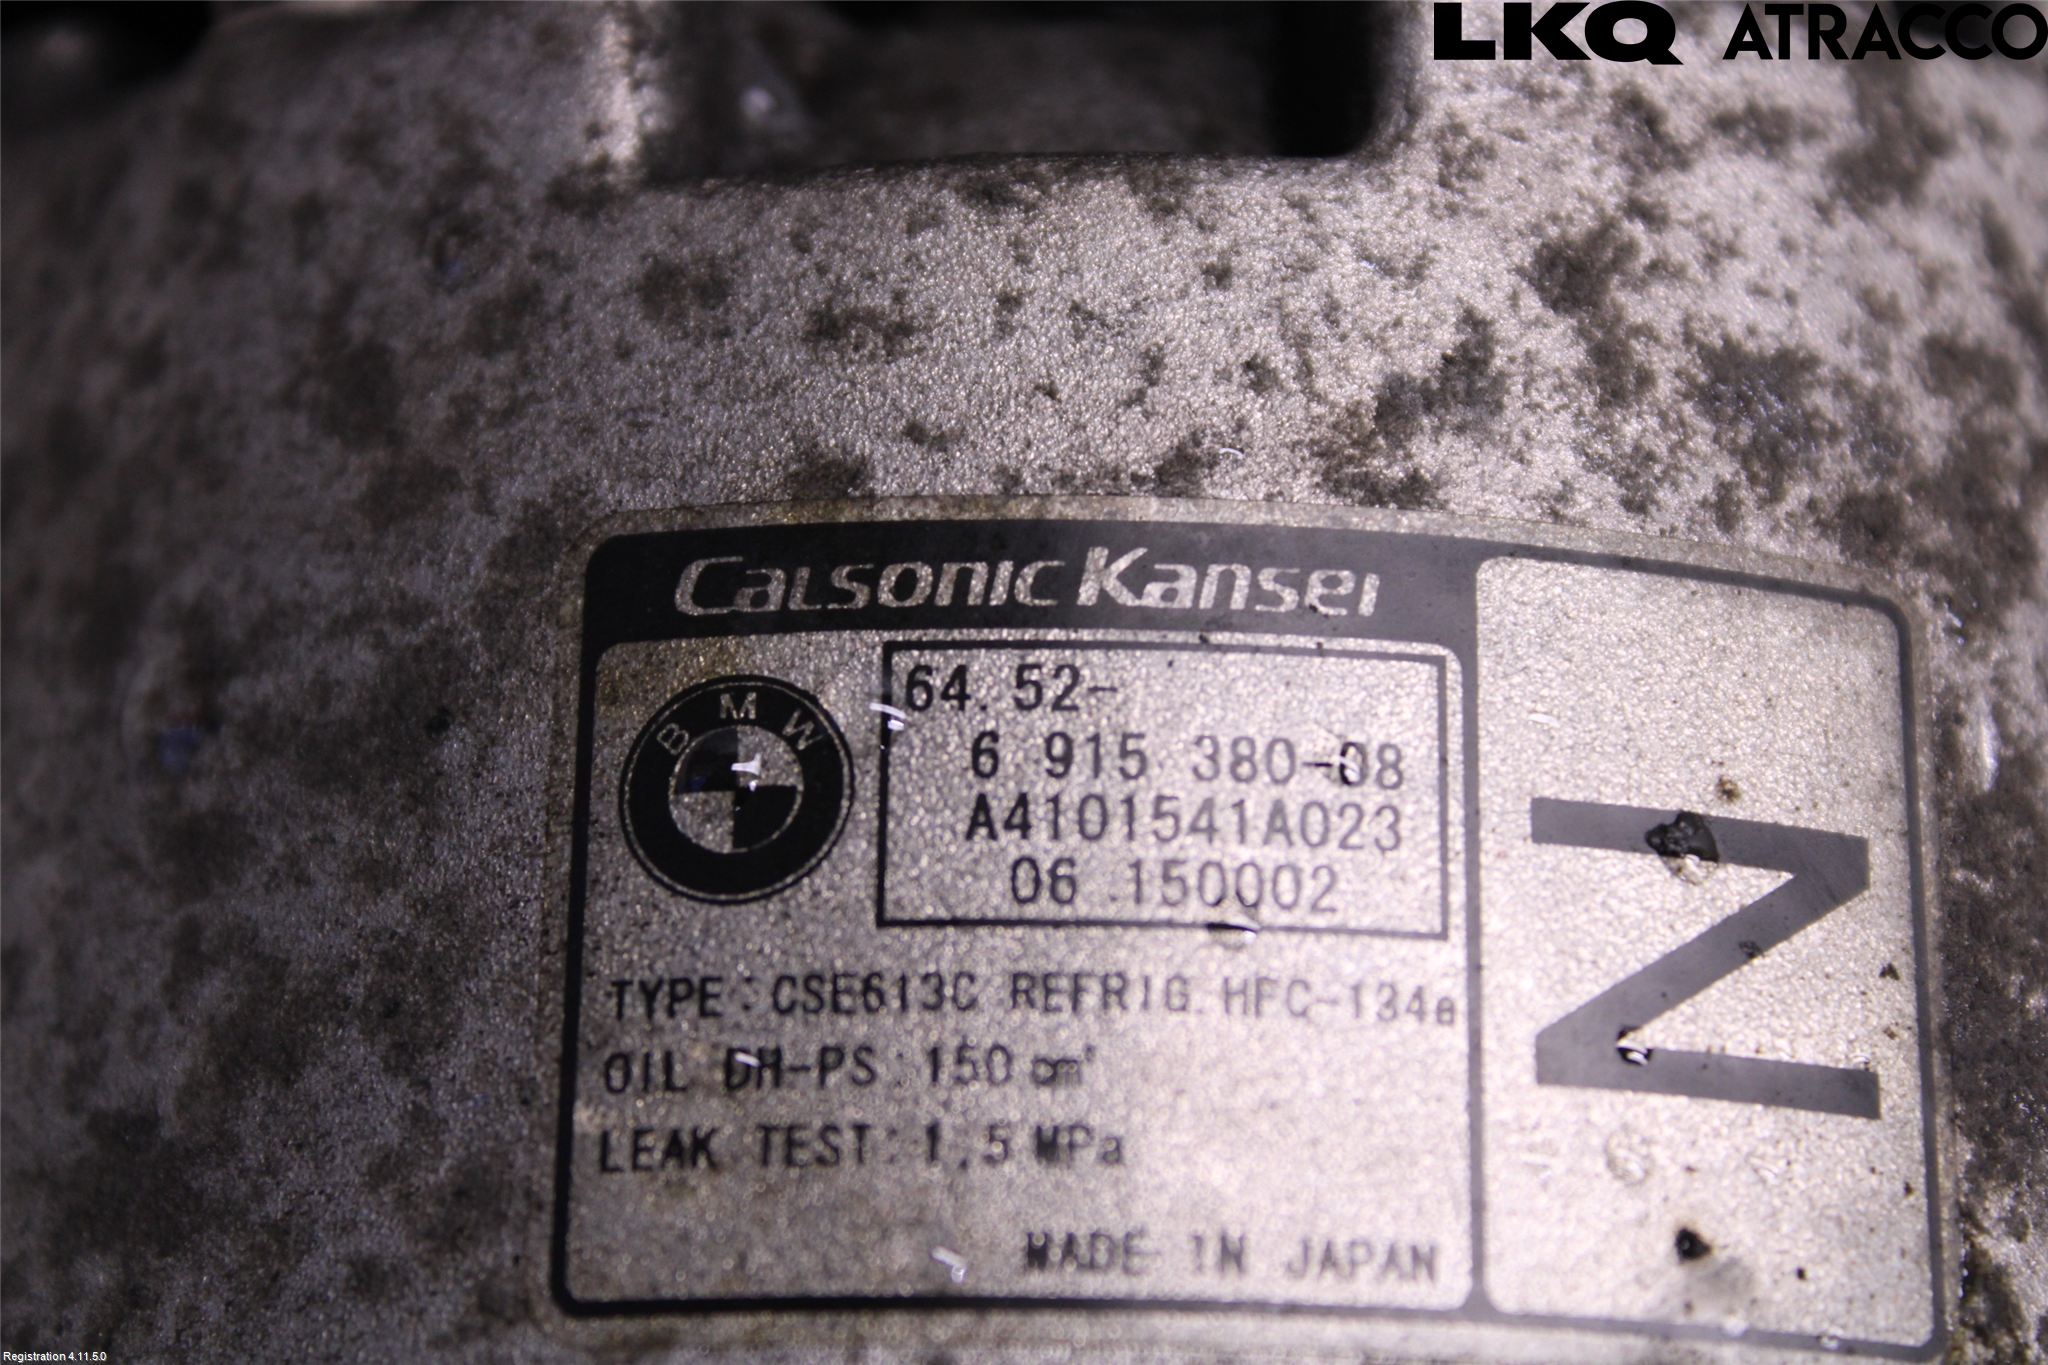 LKQ ATRACCO
Calsonic Kansei
BMW
64.52-
6 915 380-08
A4101541A023
06 150002
TYPE: CSE613C REFRIG. HFC-134a
OIL DH-PS: 150 cm³
LEAK TEST: 1,5 MPa
MADE IN JAPAN
Z
Registration 4.11.5.0